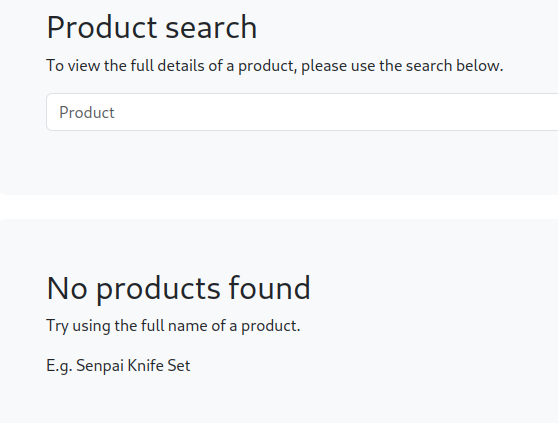 Product search
To view the full details of a product, please use the search below.
Product
No products found
Try using the full name of a product.
E.g. Senpai Knife Set